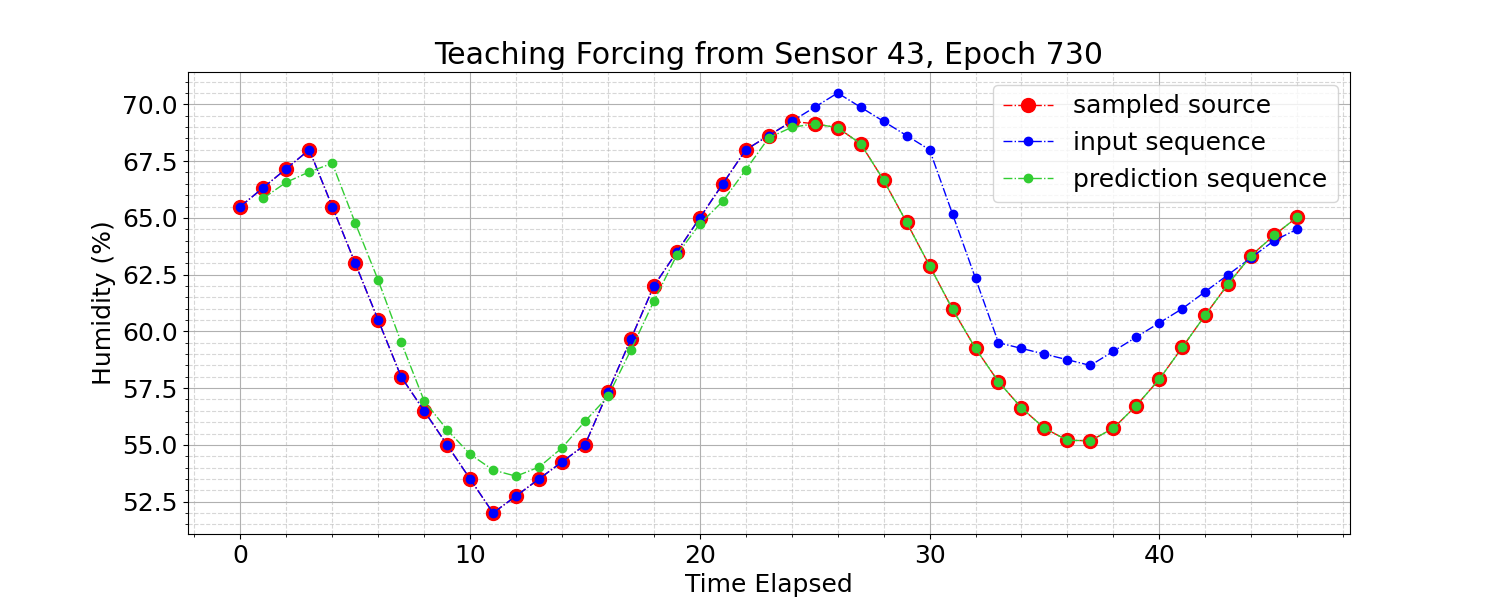 Teaching Forcing from Sensor 43, Epoch 730
70.0
67.5
65.0
62.5
60.0
57.5
55.0
52.5
Humidity (%)
sampled source
input sequence
prediction sequence
0 10 20 30 40
Time Elapsed